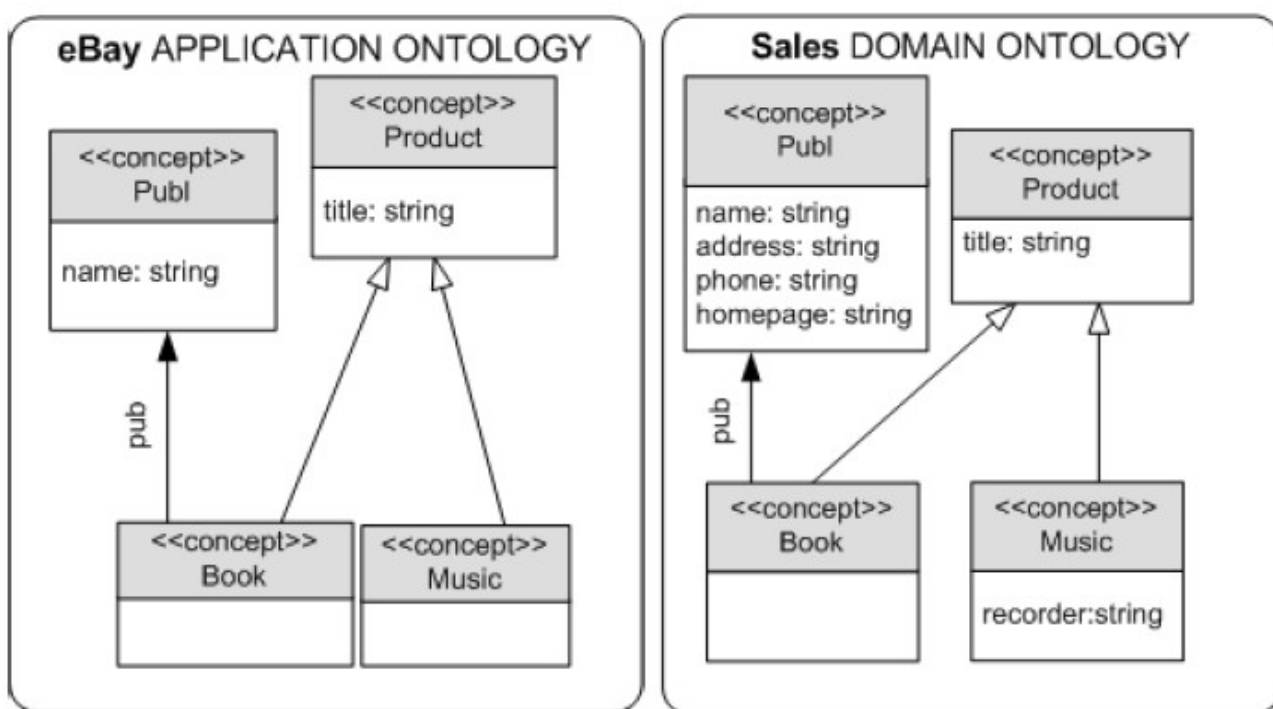 eBay APPLICATION ONTOLOGY
<<concept>>
Publ
name: string
<<concept>>
Product
title: string
pub
<<concept>>
Book
<<concept>>
Music
Sales DOMAIN ONTOLOGY
<<concept>>
Publ
name: string
address: string
phone: string
homepage: string
<<concept>>
Product
title: string
pub
<<concept>>
Book
<<concept>>
Music
recorder:string